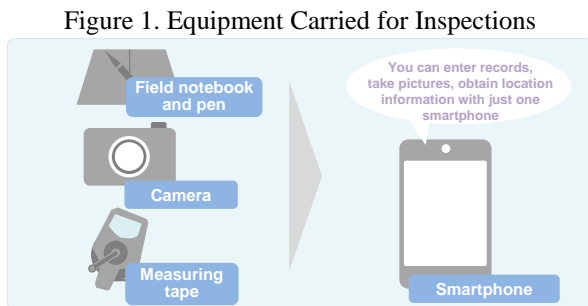 Figure 1. Equipment Carried for Inspections
Field notebook
and pen
Camera
Measuring
tape
You can enter records,
take pictures, obtain location
information with just one
smartphone
Smartphone